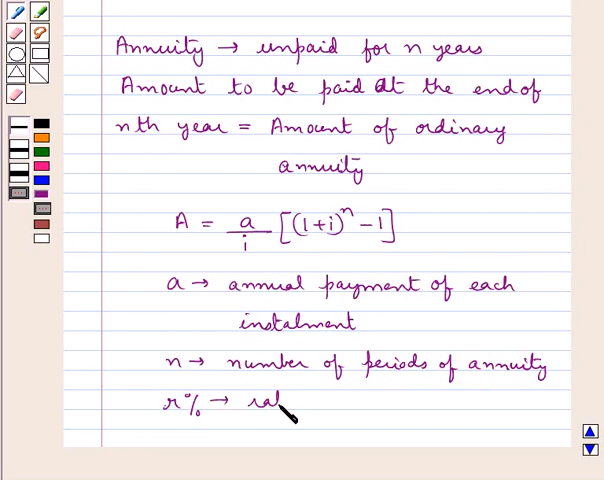 Annuity → unpaid for n years
Amount to be paid at the end of
nth year = Amount of ordinary
annuity
A = a/i [(1+i)^n - 1]
a → annual payment of each
instalment
n → number of periods of annuity
r% → rat